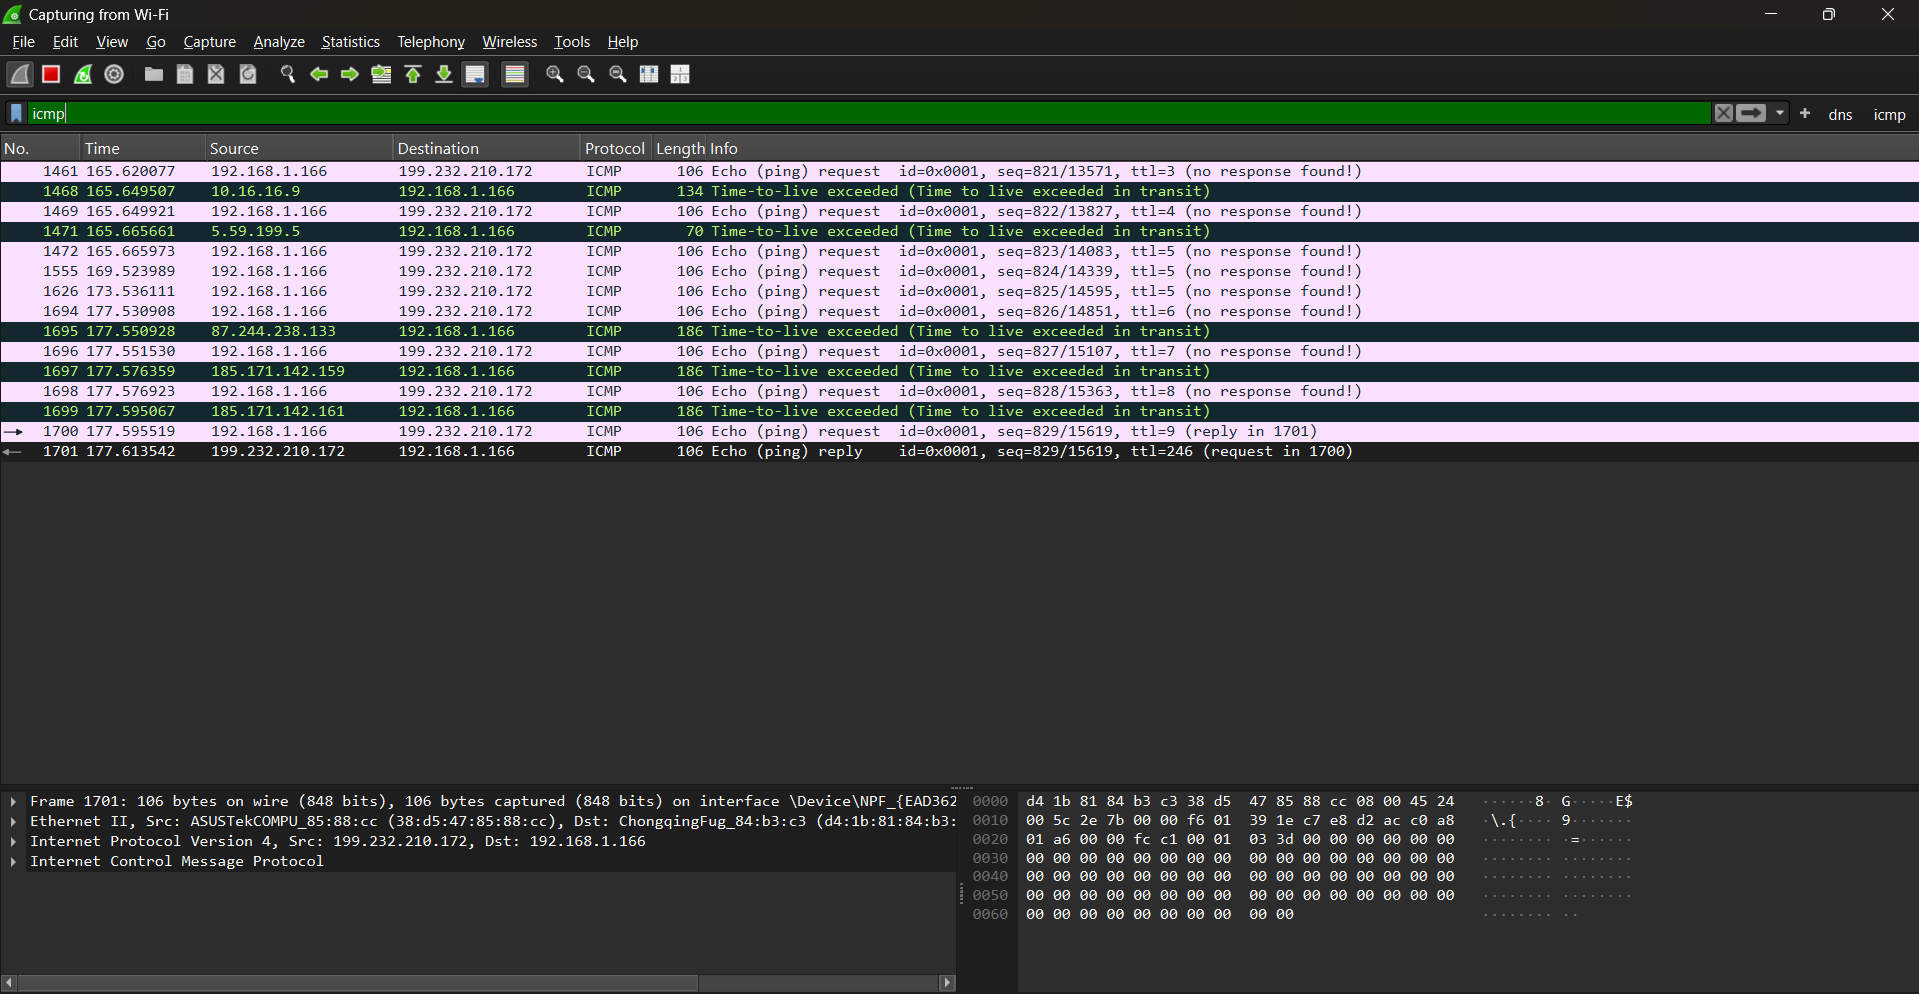 Capturing from Wi-Fi
File Edit View Go Capture Analyze Statistics Telephony Wireless Tools Help
icmp + dns icmp
No. Time Source Destination Protocol Length Info
1461 165.620077 192.168.1.166 199.232.210.172 ICMP 106 Echo (ping) request id=0x0001, seq=821/13571, ttl=3 (no response found!)
1468 165.649507 10.16.16.9 192.168.1.166 ICMP 134 Time-to-live exceeded (Time to live exceeded in transit)
1469 165.649921 192.168.1.166 199.232.210.172 ICMP 106 Echo (ping) request id=0x0001, seq=822/13827, ttl=4 (no response found!)
1471 165.665661 5.59.199.5 192.168.1.166 ICMP 70 Time-to-live exceeded (Time to live exceeded in transit)
1472 165.665973 192.168.1.166 199.232.210.172 ICMP 106 Echo (ping) request id=0x0001, seq=823/14083, ttl=5 (no response found!)
1555 169.523989 192.168.1.166 199.232.210.172 ICMP 106 Echo (ping) request id=0x0001, seq=824/14339, ttl=5 (no response found!)
1626 173.536111 192.168.1.166 199.232.210.172 ICMP 106 Echo (ping) request id=0x0001, seq=825/14595, ttl=5 (no response found!)
1694 177.530908 192.168.1.166 199.232.210.172 ICMP 106 Echo (ping) request id=0x0001, seq=826/14851, ttl=6 (no response found!)
1695 177.550928 87.244.238.133 192.168.1.166 ICMP 186 Time-to-live exceeded (Time to live exceeded in transit)
1696 177.551530 192.168.1.166 199.232.210.172 ICMP 106 Echo (ping) request id=0x0001, seq=827/15107, ttl=7 (no response found!)
1697 177.576359 185.171.142.159 192.168.1.166 ICMP 186 Time-to-live exceeded (Time to live exceeded in transit)
1698 177.576923 192.168.1.166 199.232.210.172 ICMP 106 Echo (ping) request id=0x0001, seq=828/15363, ttl=8 (no response found!)
1699 177.595067 185.171.142.161 192.168.1.166 ICMP 186 Time-to-live exceeded (Time to live exceeded in transit)
1700 177.595519 192.168.1.166 199.232.210.172 ICMP 106 Echo (ping) request id=0x0001, seq=829/15619, ttl=9 (reply in 1701)
1701 177.613542 199.232.210.172 192.168.1.166 ICMP 106 Echo (ping) reply id=0x0001, seq=829/15619, ttl=246 (request in 1700)
Frame 1701: 106 bytes on wire (848 bits), 106 bytes captured (848 bits) on interface \Device\NPF_{EAD362
Ethernet II, Src: ASUSTekCOMPU_85:88:cc (38:d5:47:85:88:cc), Dst: ChongqingFug_84:b3:c3 (d4:1b:81:84:b3:
Internet Protocol Version 4, Src: 199.232.210.172, Dst: 192.168.1.166
Internet Control Message Protocol
0000 d4 1b 81 84 b3 c3 38 d5 47 85 88 cc 08 00 45 24 ······8· G·····E$
0010 00 5c 2e 7b 00 00 f6 01 39 1e c7 e8 d2 ac c0 a8 ·\.{···· 9·······
0020 01 a6 00 00 fc c1 00 01 03 3d 00 00 00 00 00 00 ········ ·=······
0030 00 00 00 00 00 00 00 00 00 00 00 00 00 00 00 00 ········ ········
0040 00 00 00 00 00 00 00 00 00 00 00 00 00 00 00 00 ········ ········
0050 00 00 00 00 00 00 00 00 00 00 00 00 00 00 00 00 ········ ········
0060 00 00 00 00 00 00 00 00 00 00 ········ ··